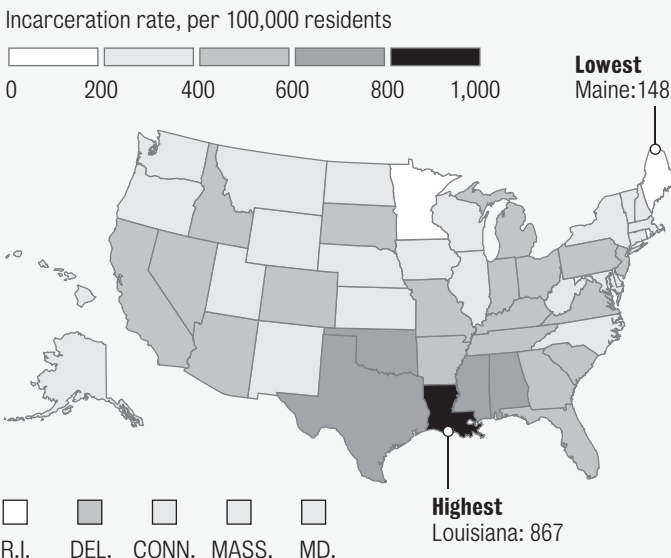 Incarceration rate, per 100,000 residents
0 200 400 600 800 1,000
Lowest
Maine:148
Highest
Louisiana: 867
R.I. DEL. CONN. MASS. MD.